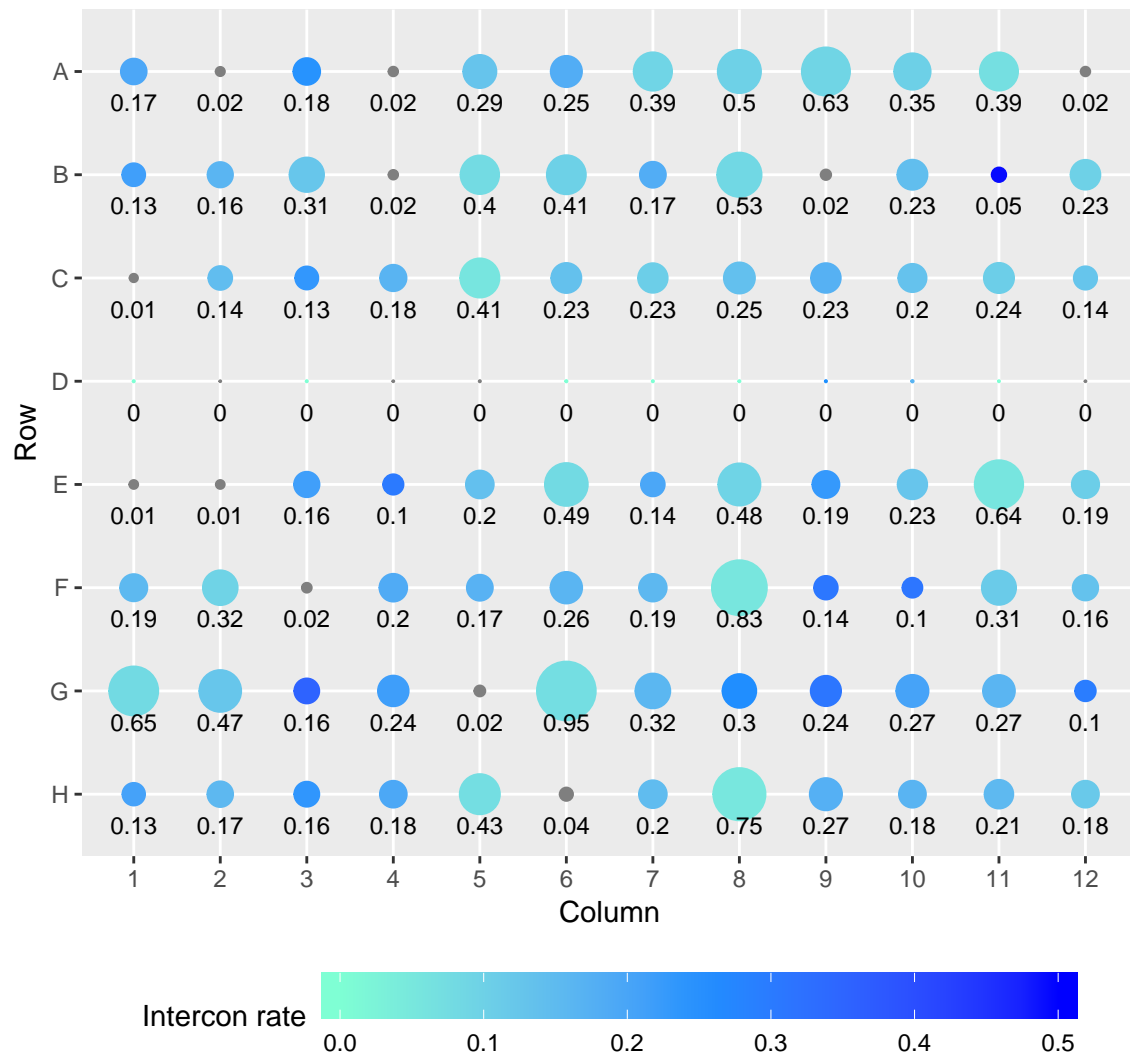 A
0.17 0.02 0.18 0.02 0.29 0.25 0.39 0.5 0.63 0.35 0.39 0.02
B
0.13 0.16 0.31 0.02 0.4 0.41 0.17 0.53 0.02 0.23 0.05 0.23
C
0.01 0.14 0.13 0.18 0.41 0.23 0.23 0.25 0.23 0.2 0.24 0.14
D
0 0 0 0 0 0 0 0 0 0 0 0
Row
E
0.01 0.01 0.16 0.1 0.2 0.49 0.14 0.48 0.19 0.23 0.64 0.19
F
0.19 0.32 0.02 0.2 0.17 0.26 0.19 0.83 0.14 0.1 0.31 0.16
G
0.65 0.47 0.16 0.24 0.02 0.95 0.32 0.3 0.24 0.27 0.27 0.1
H
0.13 0.17 0.16 0.18 0.43 0.04 0.2 0.75 0.27 0.18 0.21 0.18
1 2 3 4 5 6 7 8 9 10 11 12
Column
Intercon rate
0.0 0.1 0.2 0.3 0.4 0.5